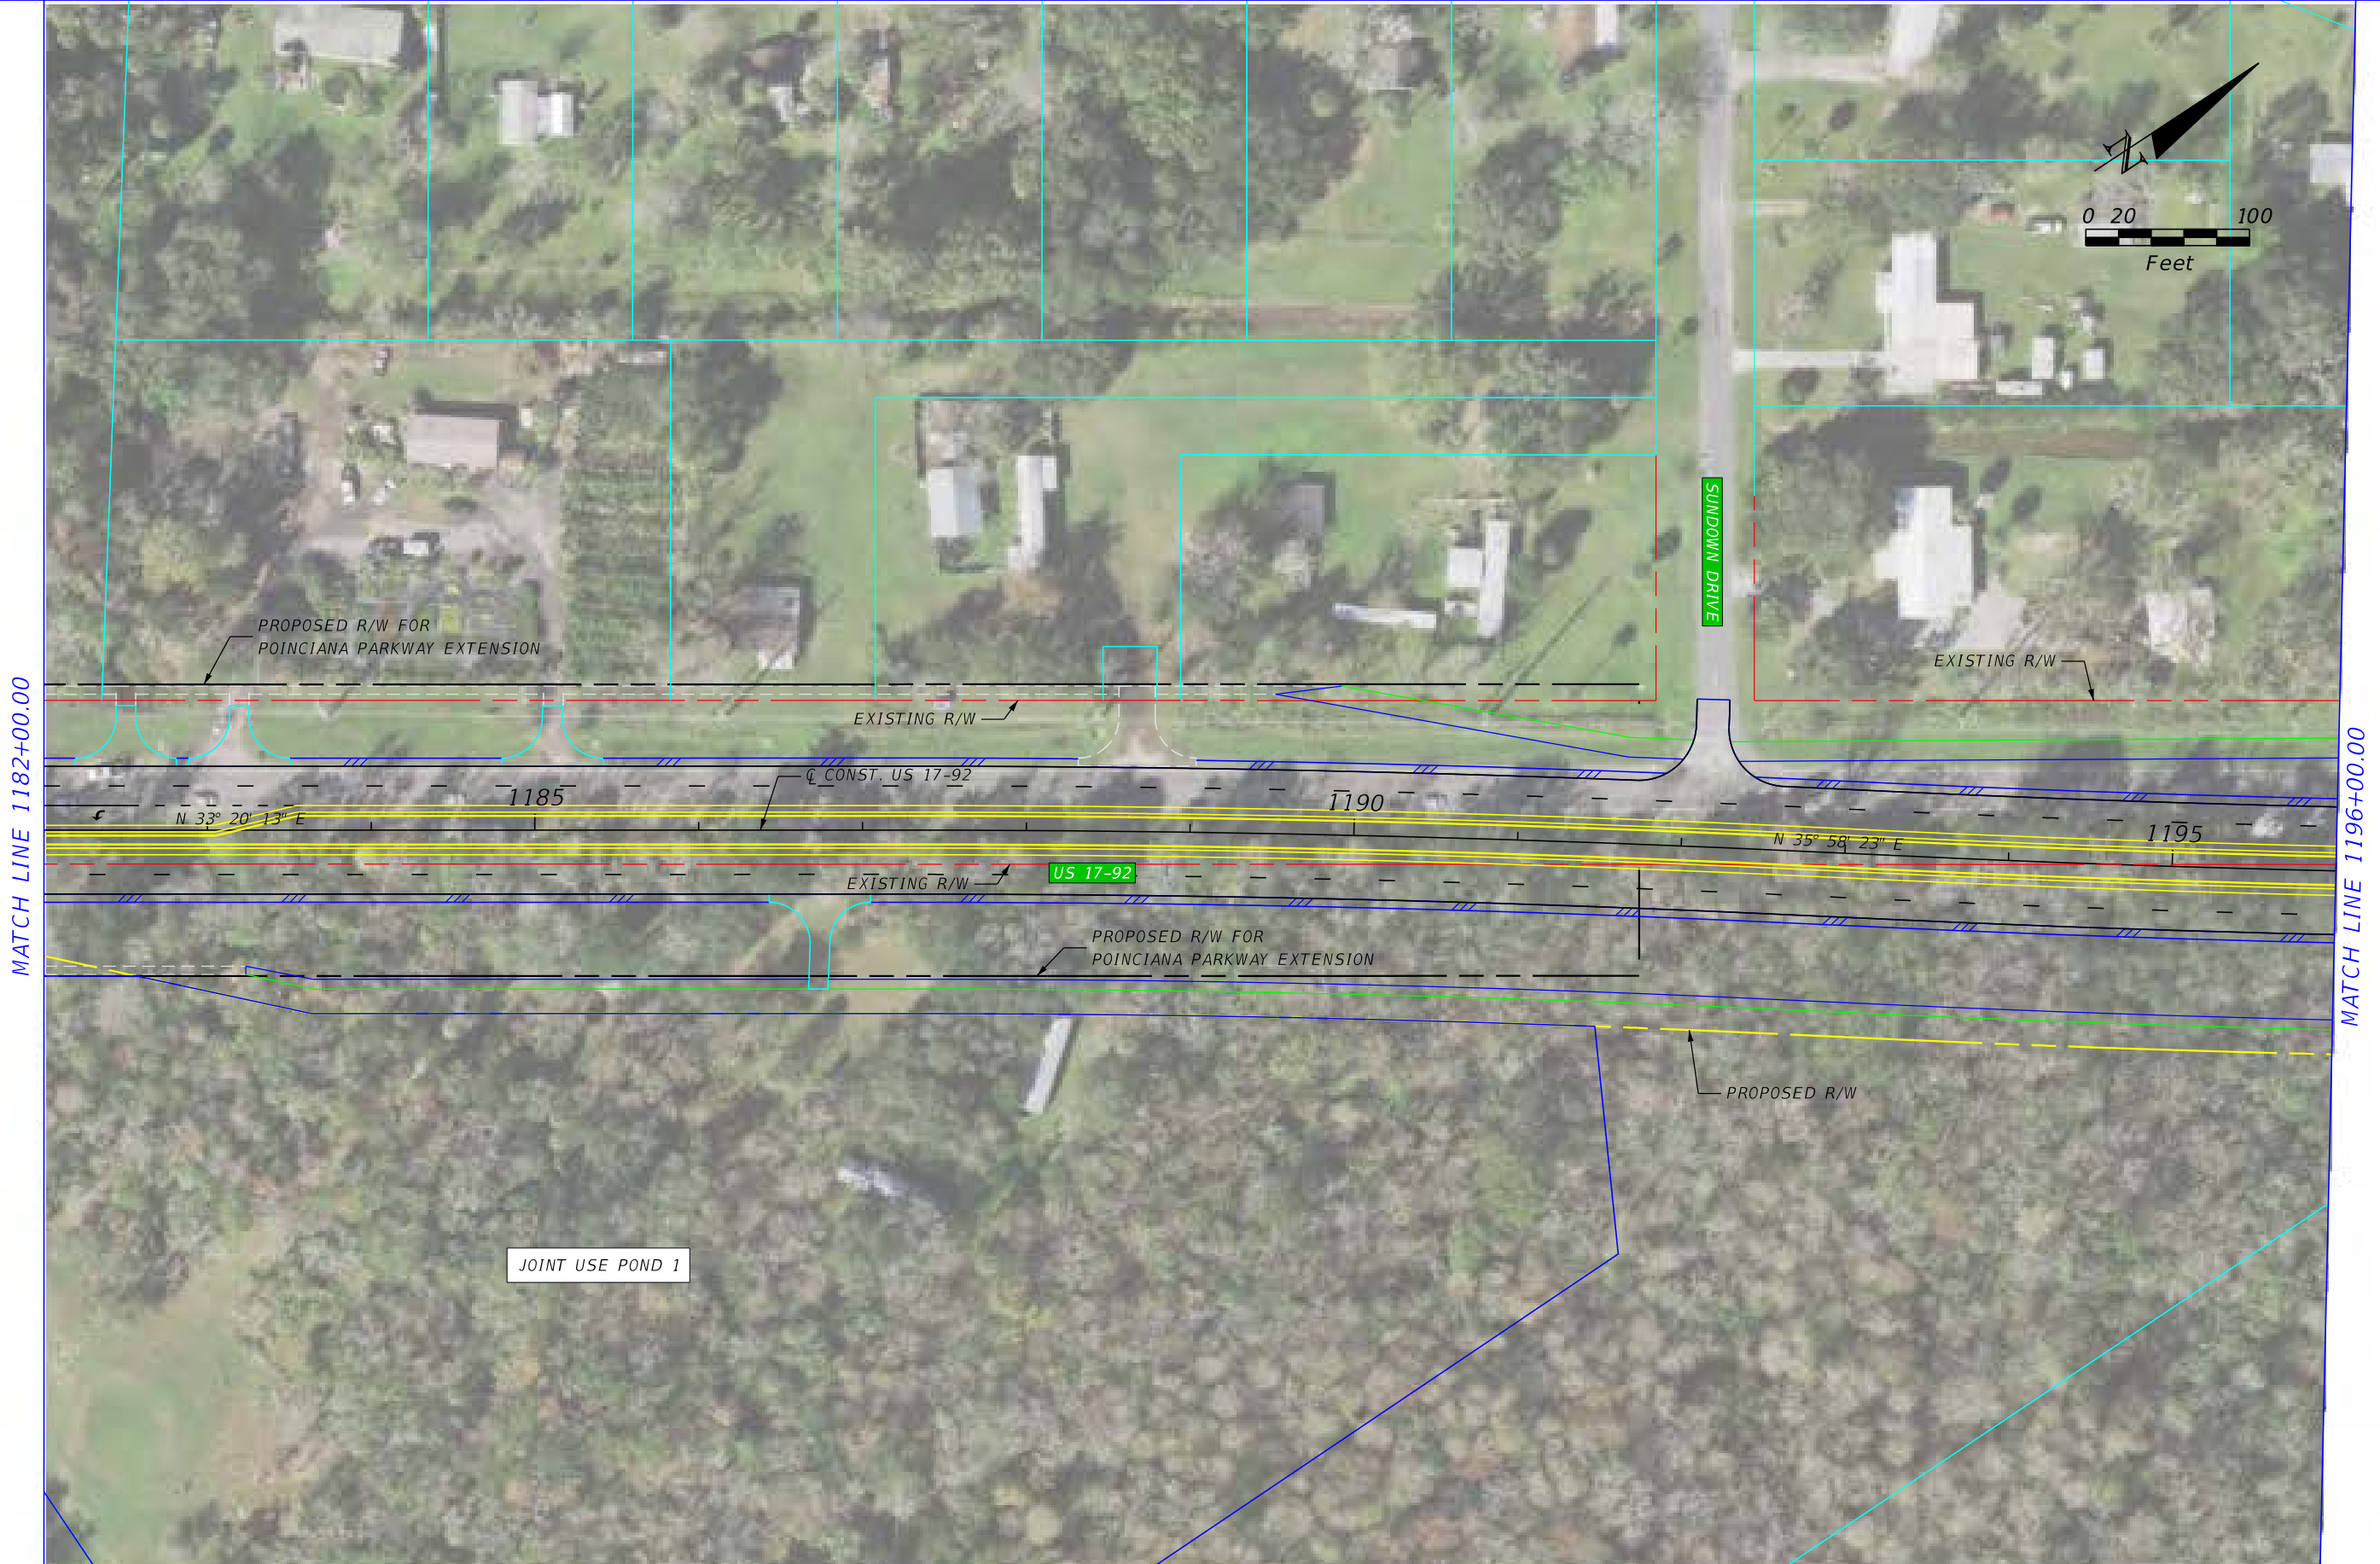 N
0 20 100
Feet
SUNDOWN DRIVE
PROPOSED R/W FOR
POINCIANA PARKWAY EXTENSION
EXISTING R/W
EXISTING R/W
MATCH LINE 1182+00.00
MATCH LINE 1196+00.00
℄ CONST. US 17-92
1185
1190
1195
N 33° 20' 13" E
N 35° 58' 23" E
EXISTING R/W
US 17-92
PROPOSED R/W FOR
POINCIANA PARKWAY EXTENSION
PROPOSED R/W
JOINT USE POND 1